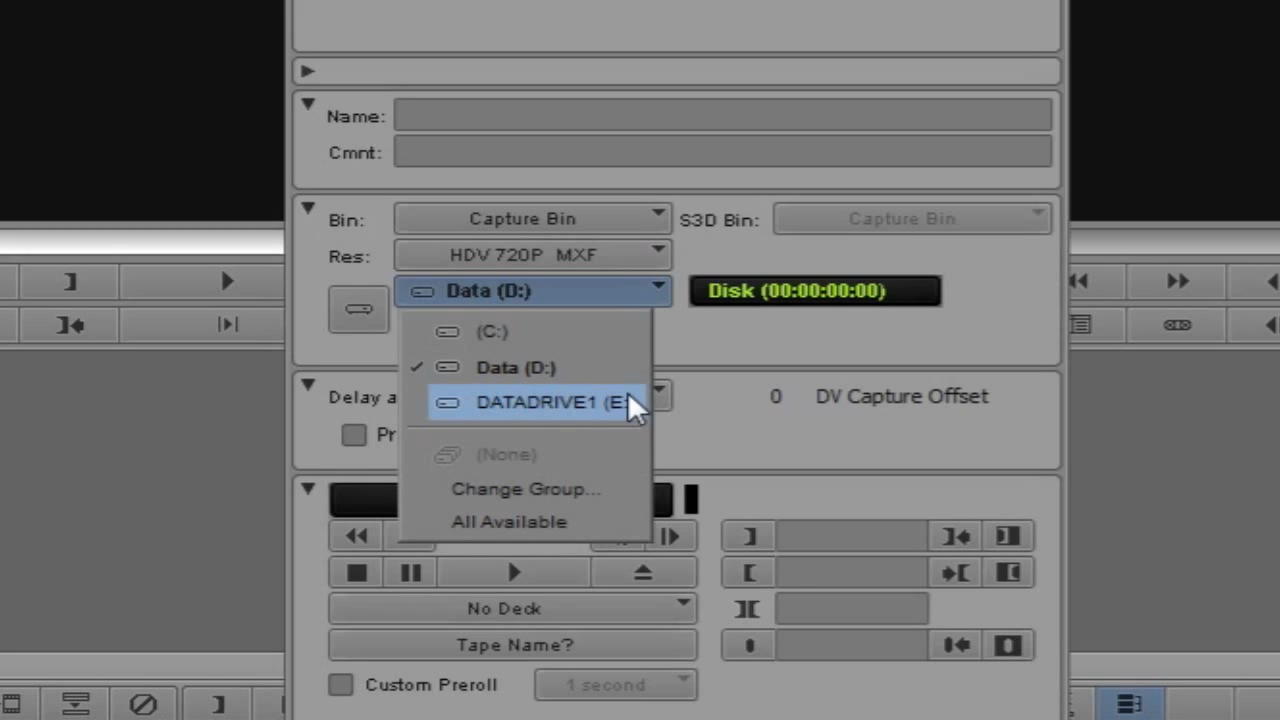 Name:
Cmnt:
Bin: Capture Bin S3D Bin: Capture Bin
Res: HDV 720P MXF
Data (D:) Disk (00:00:00:00)
(C:)
Data (D:)
DATADRIVE1 (E:
Delay a 0 DV Capture Offset
Pr
(None)
Change Group...
All Available
No Deck
Tape Name?
Custom Preroll 1 second